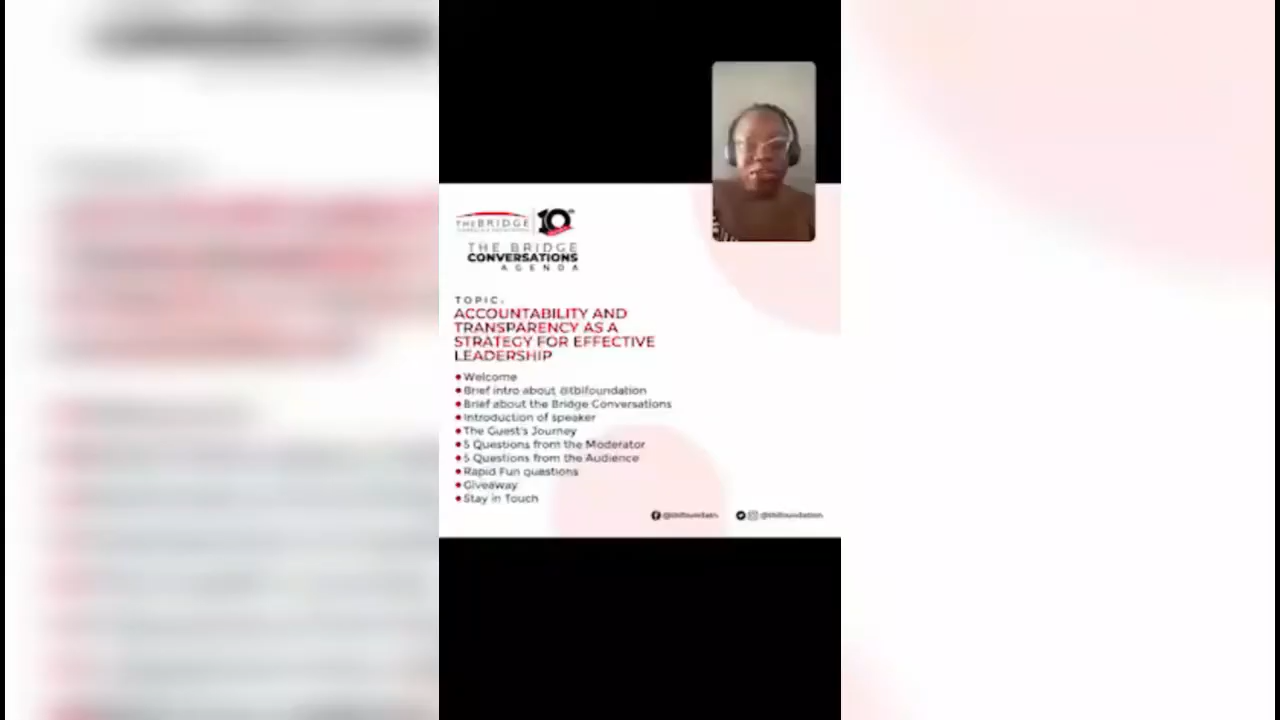 THE BRIDGE
10
THE BRIDGE
CONVERSATIONS
AGENDA
TOPIC:
ACCOUNTABILITY AND
TRANSPARENCY AS A
STRATEGY FOR EFFECTIVE
LEADERSHIP
Welcome
Brief intro about @tblfoundation
Brief about the Bridge Conversations
Introduction of speaker
The Guest's Journey
5 Questions from the Moderator
5 Questions from the Audience
Rapid Fun questions
Giveaway
Stay in Touch
@tblfoundation @tblfoundation